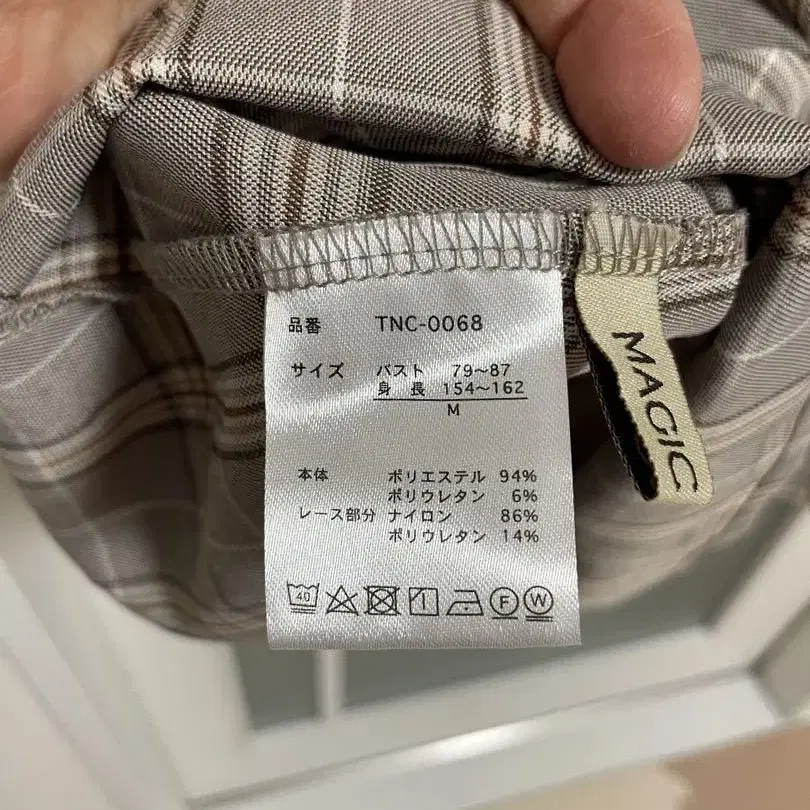 品番 TNC-0068
サイズ バスト 79~87
身長 154~162
M
本体 ポリエステル 94%
ポリウレタン 6%
レース部分 ナイロン 86%
ポリウレタン 14%
40 F W
MAGIC